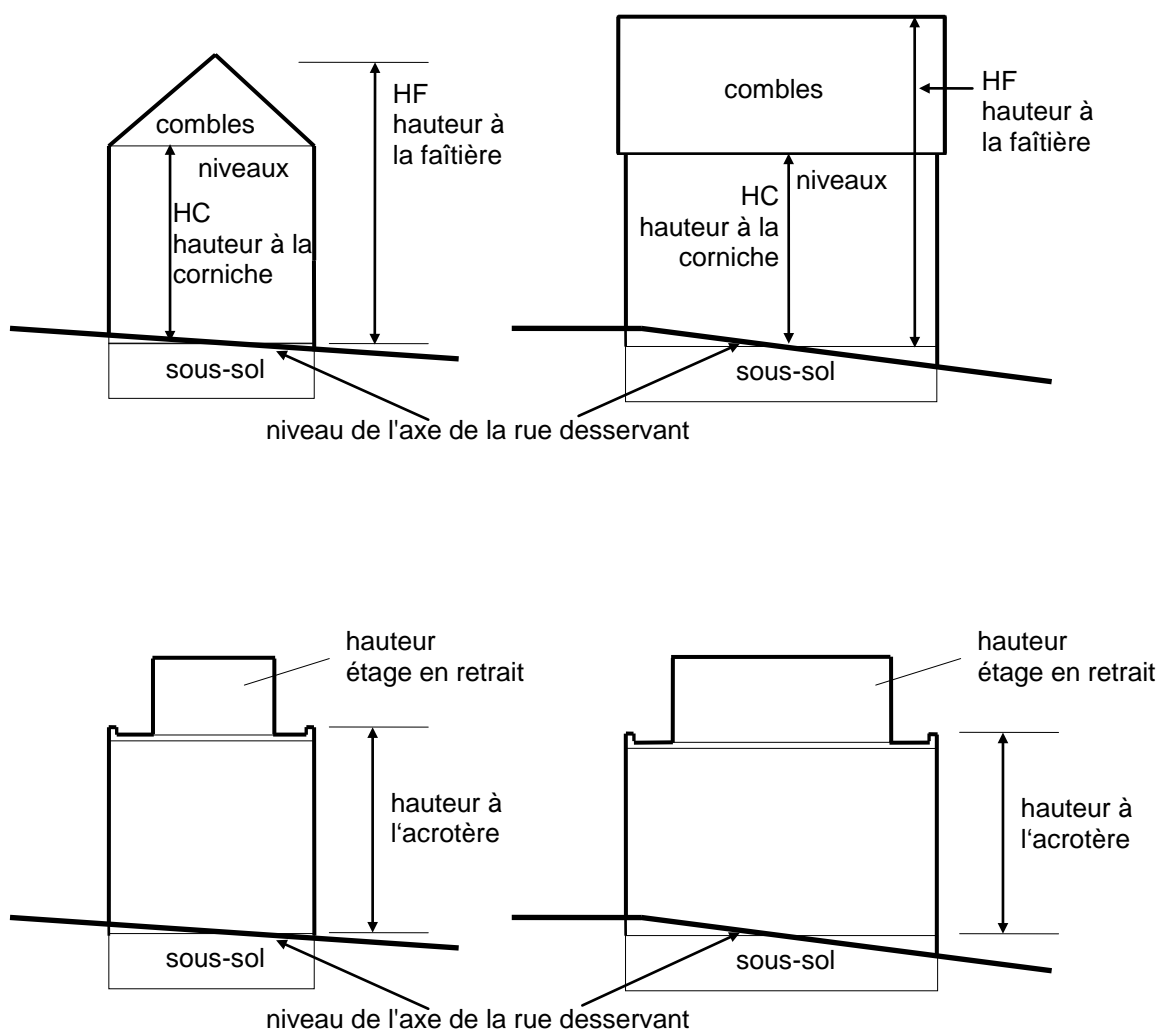 combles
HF
hauteur à
la faîtière
niveaux
HC
hauteur à la
corniche
sous-sol
combles
HF
hauteur à
la faîtière
niveaux
HC
hauteur à la
corniche
sous-sol
niveau de l'axe de la rue desservant
hauteur
étage en retrait
hauteur à
l‘acrotère
sous-sol
hauteur
étage en retrait
hauteur à
l‘acrotère
sous-sol
niveau de l'axe de la rue desservant